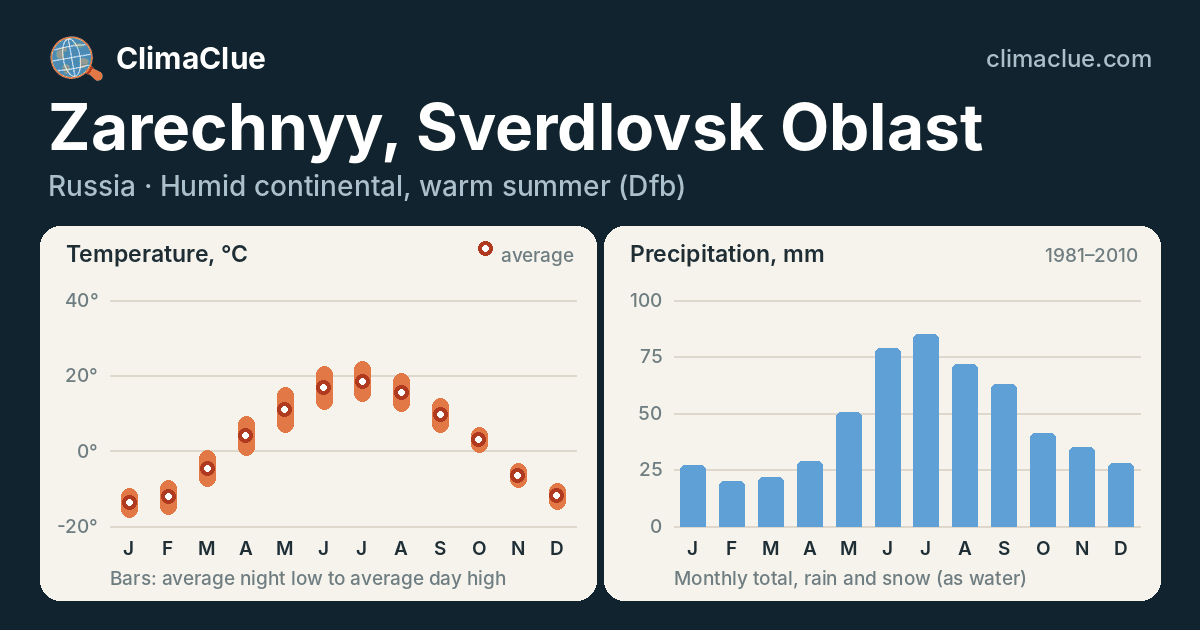 ClimaClue
climaclue.com
Zarechnyy, Sverdlovsk Oblast
Russia · Humid continental, warm summer (Dfb)
Temperature, °C
average
40°
20°
0°
-20°
J F M A M J J A S O N D
Bars: average night low to average day high
Precipitation, mm
1981–2010
100
75
50
25
0
J F M A M J J A S O N D
Monthly total, rain and snow (as water)